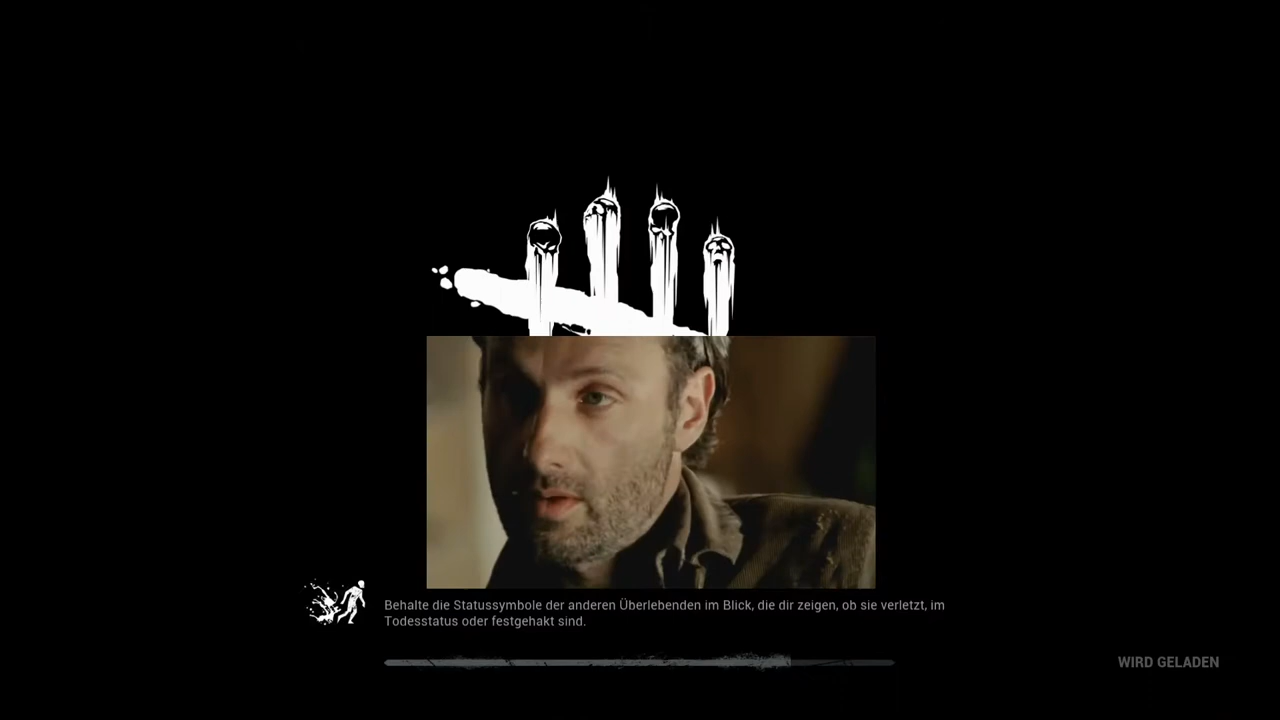 Behalte die Statussymbole der anderen Überlebenden im Blick, die dir zeigen, ob sie verletzt, im
Todesstatus oder festgehakt sind.
WIRD GELADEN